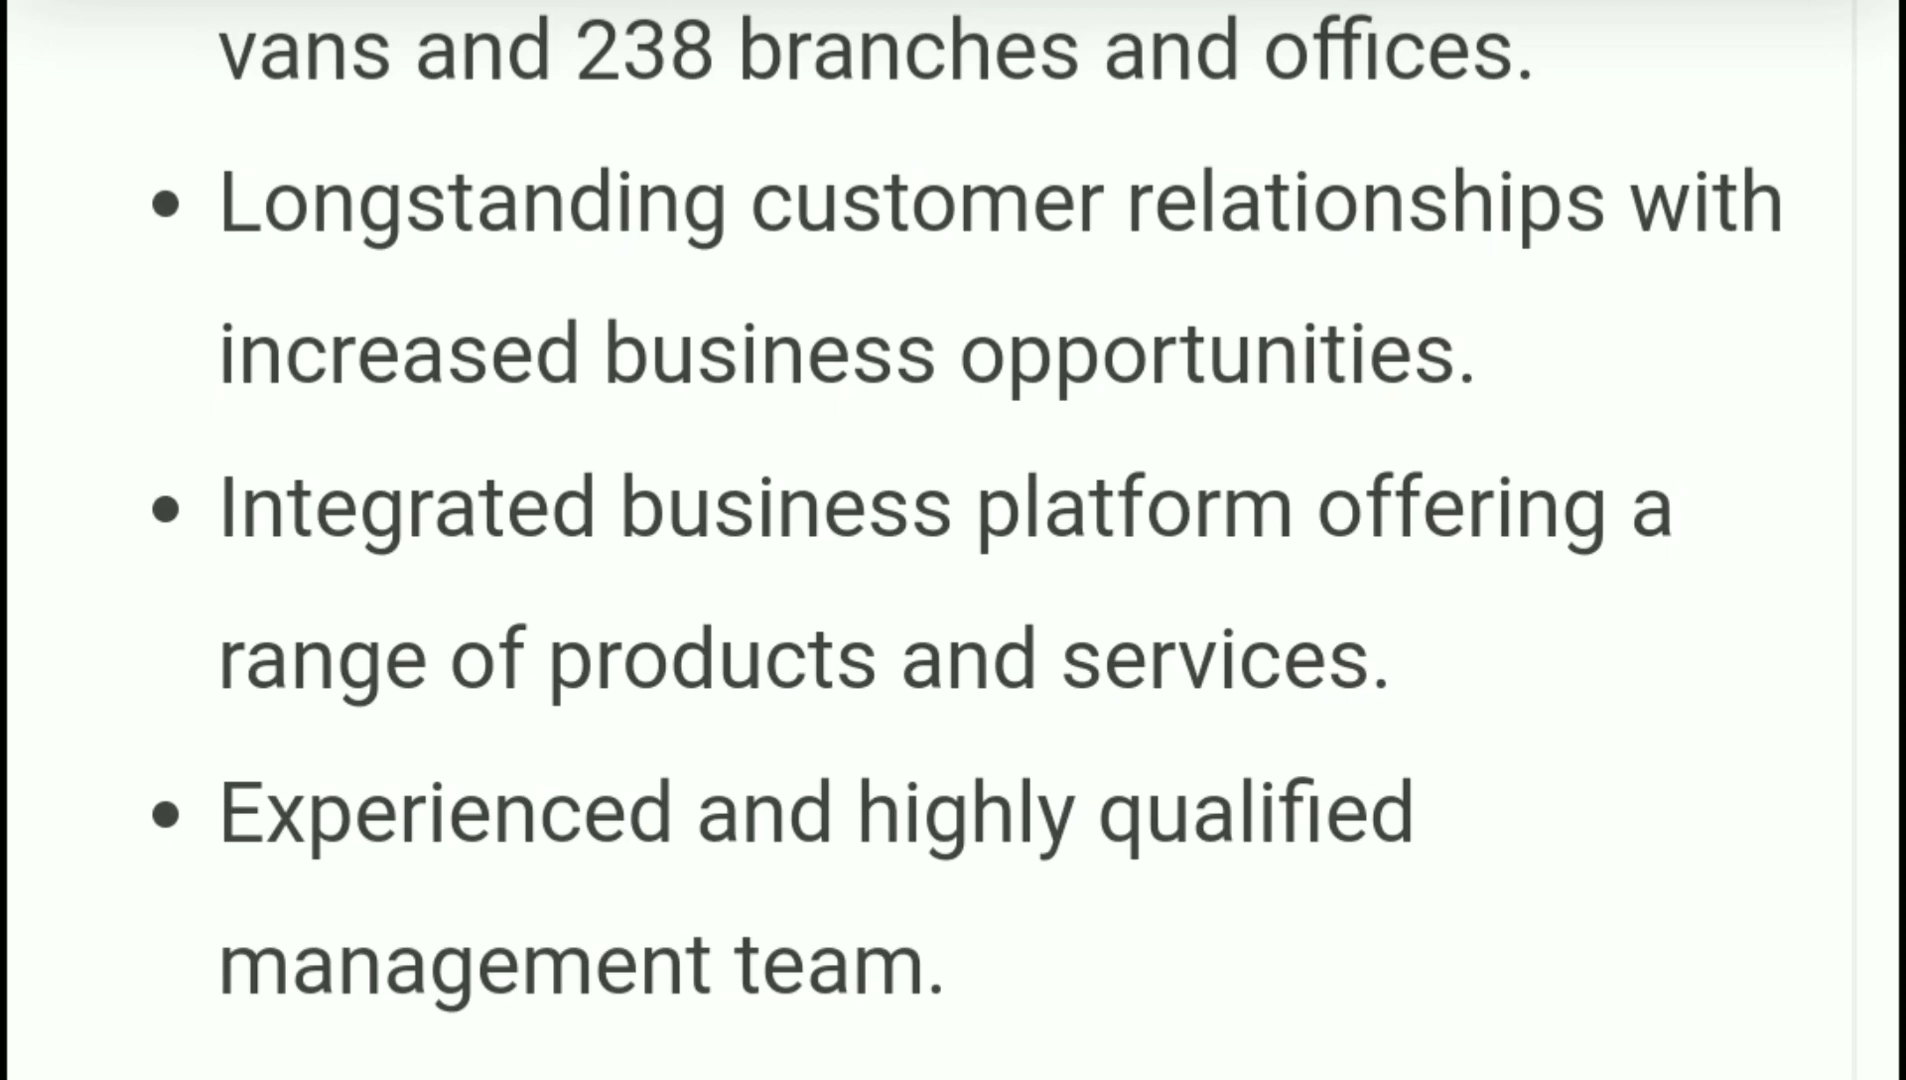 vans and 238 branches and offices.
• Longstanding customer relationships with
increased business opportunities.
• Integrated business platform offering a
range of products and services.
• Experienced and highly qualified
management team.